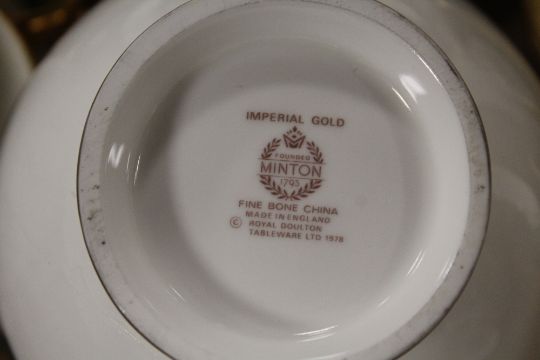 IMPERIAL GOLD
FOUNDED
MINTON
1793
FINE BONE CHINA
MADE IN ENGLAND
© ROYAL DOULTON
TABLEWARE LTD 1978